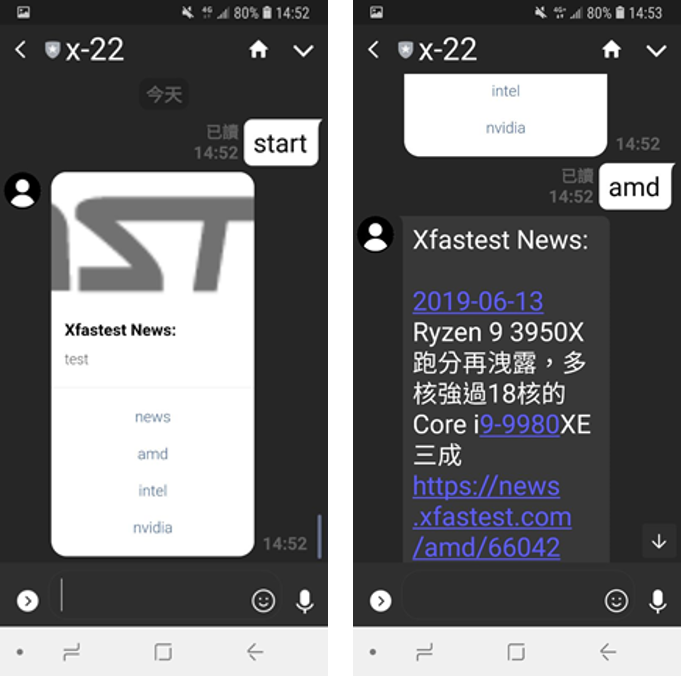 4G 80% 14:52
x-22
今天
已讀
14:52
start
ST
Xfastest News:
test
news
amd
intel
nvidia
14:52
4G+ 80% 14:53
x-22
intel
nvidia
14:52
已讀
14:52
amd
Xfastest News:
2019-06-13
Ryzen 9 3950X
跑分再洩露，多
核強過18核的
Core i9-9980XE
三成
https://news
.xfastest.com
/amd/66042